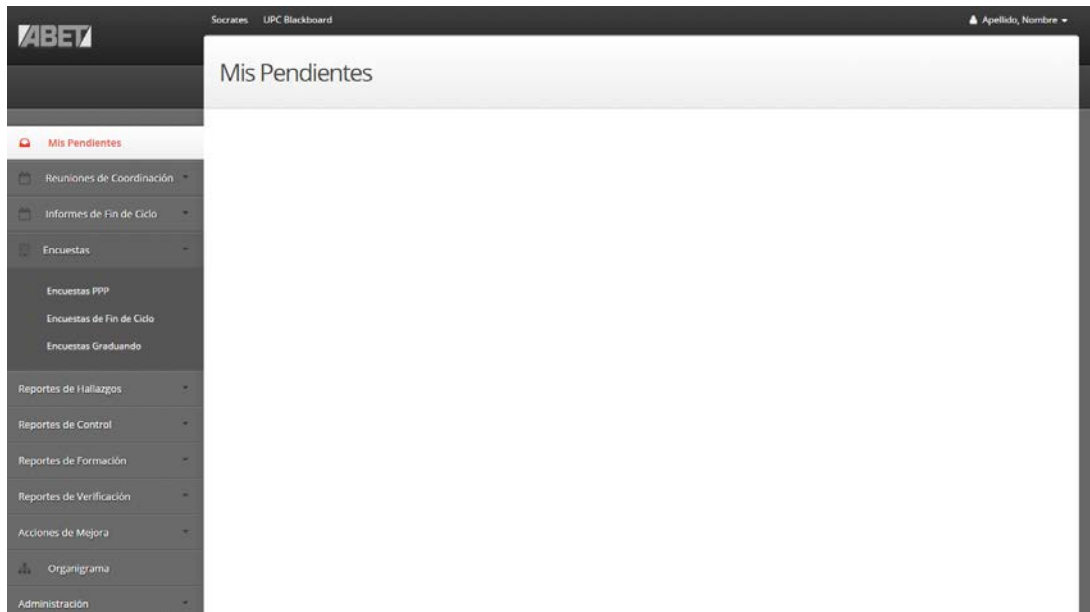 ABET
Socrates UPC Blackboard
Apellido, Nombre
Mis Pendientes
Mis Pendientes
Reuniones de Coordinación
Informes de Fin de Ciclo
Encuestas
Encuestas PPP
Encuestas de Fin de Ciclo
Encuestas Graduando
Reportes de Hallazgos
Reportes de Control
Reportes de Formación
Reportes de Verificación
Acciones de Mejora
Organigrama
Administración